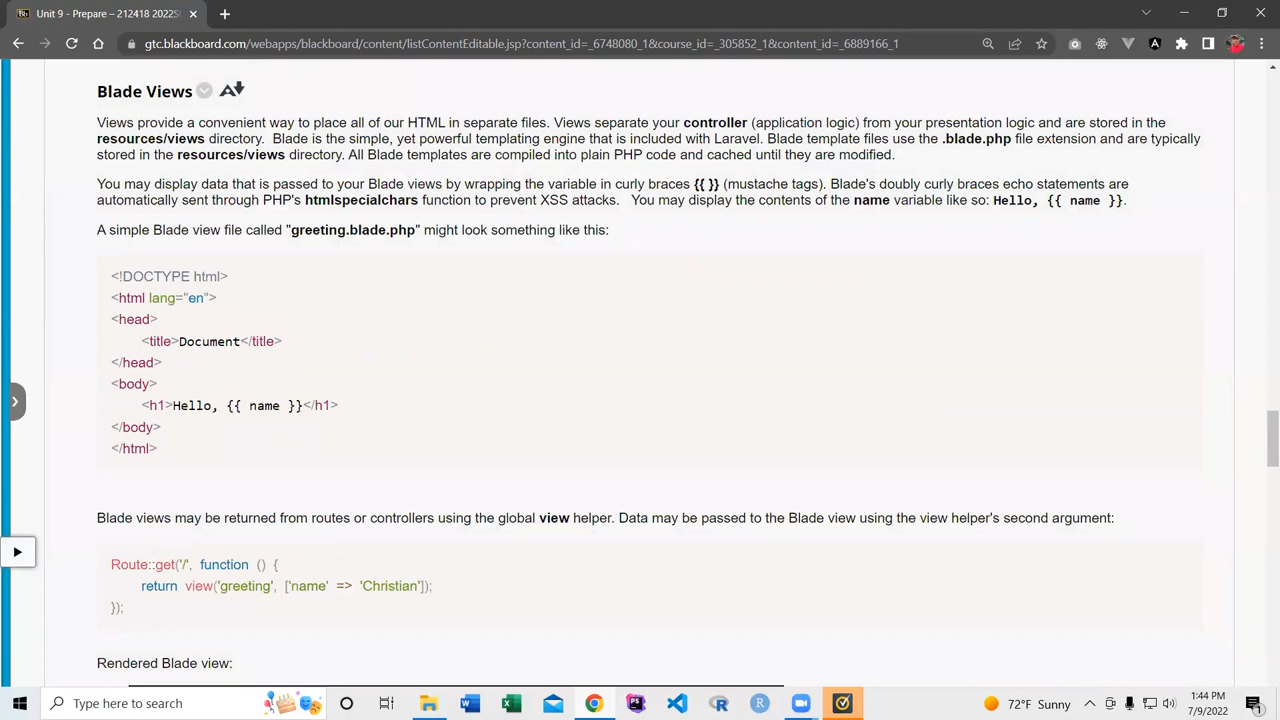 Unit 9 - Prepare – 212418 2022S
gtc.blackboard.com/webapps/blackboard/content/listContentEditable.jsp?content_id=_6748080_1&course_id=_305852_1&content_id=_6889166_1
Blade Views
Views provide a convenient way to place all of our HTML in separate files. Views separate your controller (application logic) from your presentation logic and are stored in the
resources/views directory.  Blade is the simple, yet powerful templating engine that is included with Laravel. Blade template files use the .blade.php file extension and are typically
stored in the resources/views directory. All Blade templates are compiled into plain PHP code and cached until they are modified.
You may display data that is passed to your Blade views by wrapping the variable in curly braces {{ }} (mustache tags). Blade's doubly curly braces echo statements are
automatically sent through PHP's htmlspecialchars function to prevent XSS attacks.   You may display the contents of the name variable like so: Hello, {{ name }}.
A simple Blade view file called "greeting.blade.php" might look something like this:
<!DOCTYPE html>
<html lang="en">
<head>
<title>Document</title>
</head>
<body>
<h1>Hello, {{ name }}</h1>
</body>
</html>
Blade views may be returned from routes or controllers using the global view helper. Data may be passed to the Blade view using the view helper's second argument:
Route::get('/', function () {
return view('greeting', ['name' => 'Christian']);
});
Rendered Blade view:
Type here to search
72°F Sunny
1:44 PM
7/9/2022